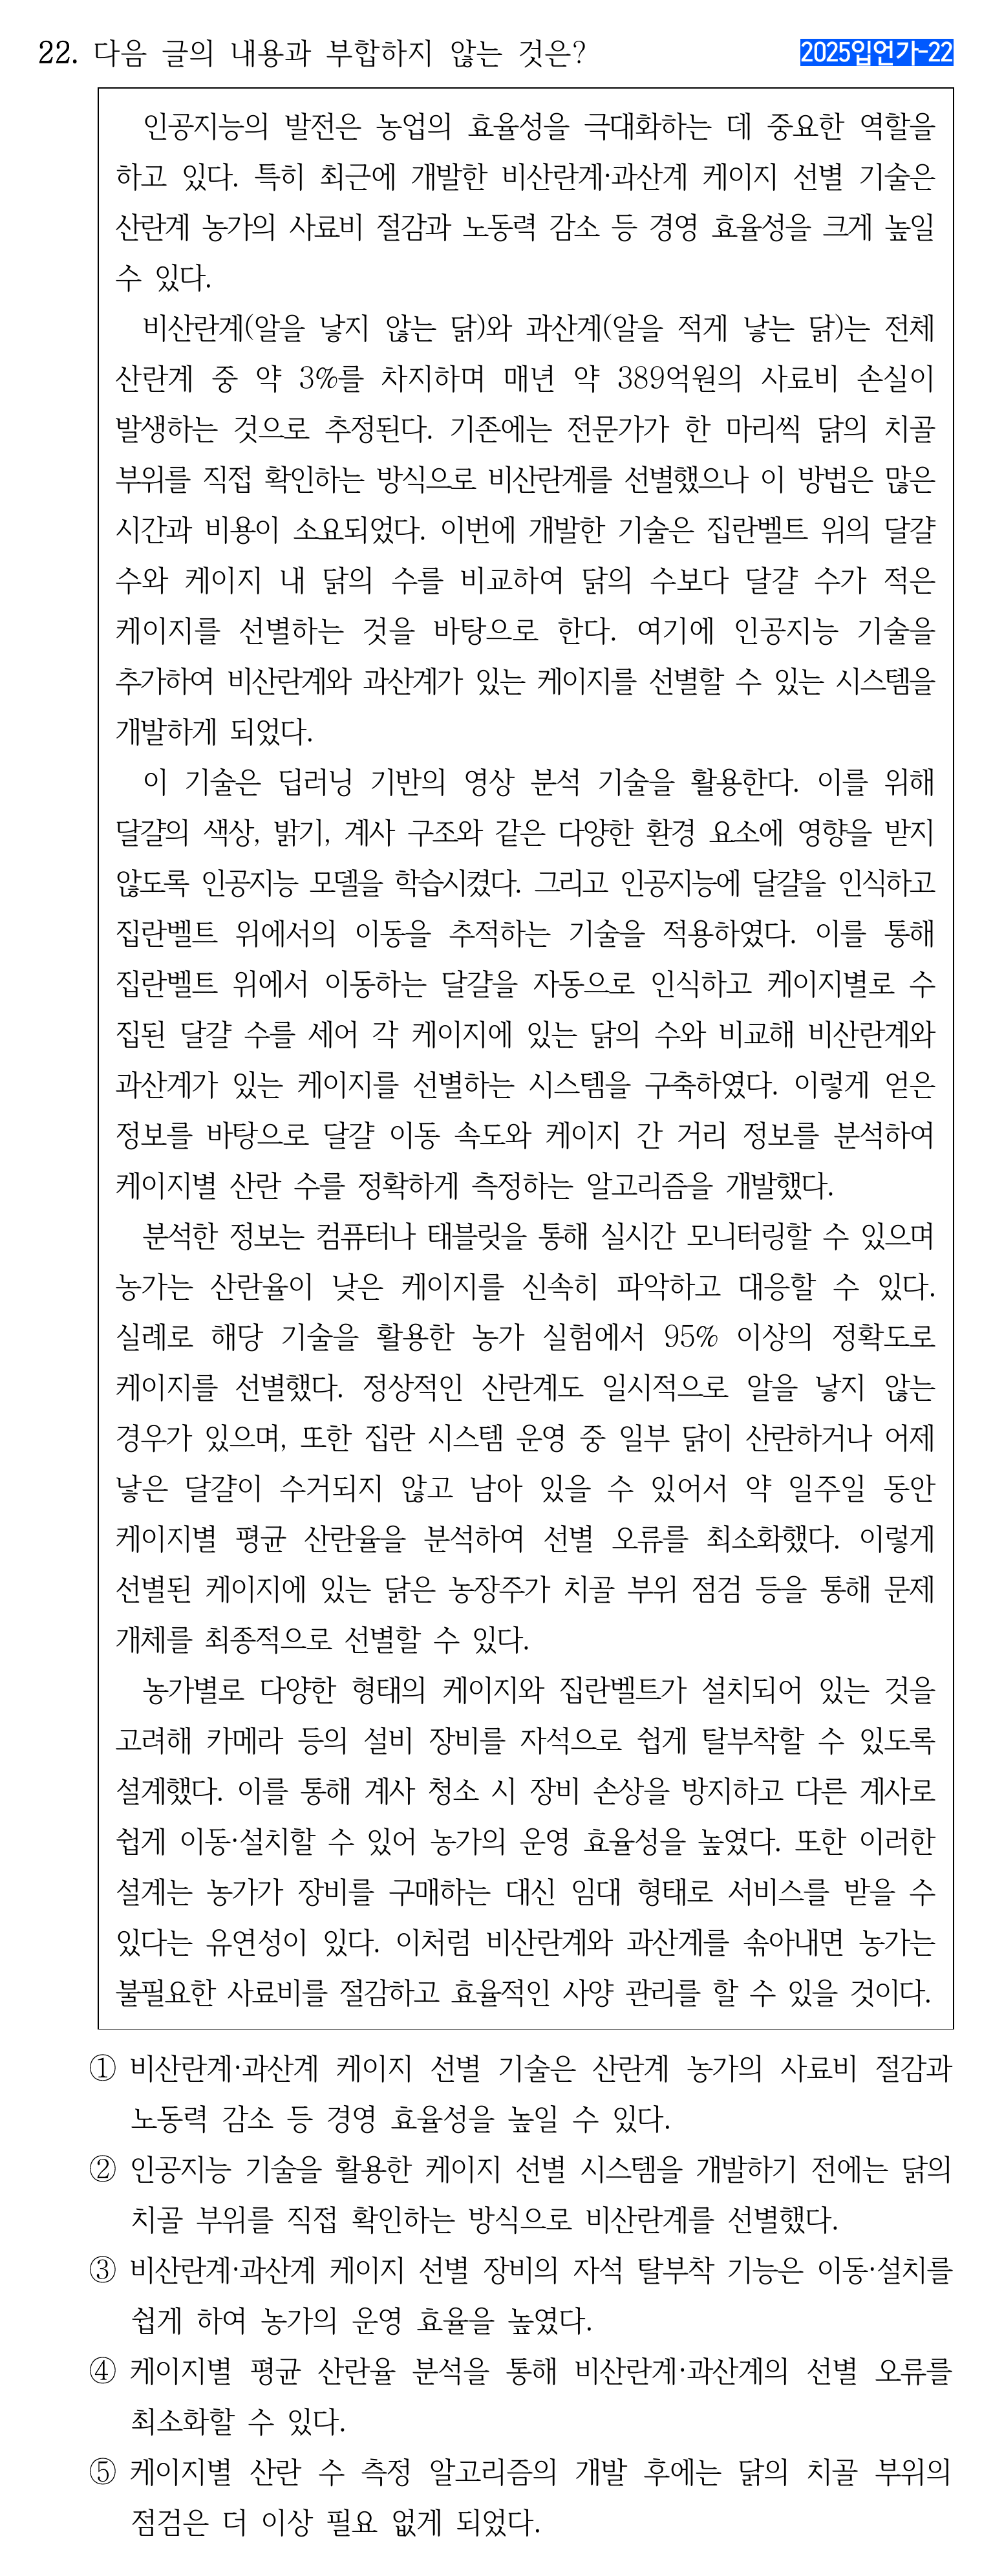 22. 다음 글의 내용과 부합하지 않는 것은?
2025입언가-22
인공지능의 발전은 농업의 효율성을 극대화하는 데 중요한 역할을
하고 있다. 특히 최근에 개발한 비산란계·과산계 케이지 선별 기술은
산란계 농가의 사료비 절감과 노동력 감소 등 경영 효율성을 크게 높일
수 있다.
비산란계(알을 낳지 않는 닭)와 과산계(알을 적게 낳는 닭)는 전체
산란계 중 약 3%를 차지하며 매년 약 389억원의 사료비 손실이
발생하는 것으로 추정된다. 기존에는 전문가가 한 마리씩 닭의 치골
부위를 직접 확인하는 방식으로 비산란계를 선별했으나 이 방법은 많은
시간과 비용이 소요되었다. 이번에 개발한 기술은 집란벨트 위의 달걀
수와 케이지 내 닭의 수를 비교하여 닭의 수보다 달걀 수가 적은
케이지를 선별하는 것을 바탕으로 한다. 여기에 인공지능 기술을
추가하여 비산란계와 과산계가 있는 케이지를 선별할 수 있는 시스템을
개발하게 되었다.
이 기술은 딥러닝 기반의 영상 분석 기술을 활용한다. 이를 위해
달걀의 색상, 밝기, 계사 구조와 같은 다양한 환경 요소에 영향을 받지
않도록 인공지능 모델을 학습시켰다. 그리고 인공지능에 달걀을 인식하고
집란벨트 위에서의 이동을 추적하는 기술을 적용하였다. 이를 통해
집란벨트 위에서 이동하는 달걀을 자동으로 인식하고 케이지별로 수
집된 달걀 수를 세어 각 케이지에 있는 닭의 수와 비교해 비산란계와
과산계가 있는 케이지를 선별하는 시스템을 구축하였다. 이렇게 얻은
정보를 바탕으로 달걀 이동 속도와 케이지 간 거리 정보를 분석하여
케이지별 산란 수를 정확하게 측정하는 알고리즘을 개발했다.
분석한 정보는 컴퓨터나 태블릿을 통해 실시간 모니터링할 수 있으며
농가는 산란율이 낮은 케이지를 신속히 파악하고 대응할 수 있다.
실례로 해당 기술을 활용한 농가 실험에서 95% 이상의 정확도로
케이지를 선별했다. 정상적인 산란계도 일시적으로 알을 낳지 않는
경우가 있으며, 또한 집란 시스템 운영 중 일부 닭이 산란하거나 어제
낳은 달걀이 수거되지 않고 남아 있을 수 있어서 약 일주일 동안
케이지별 평균 산란율을 분석하여 선별 오류를 최소화했다. 이렇게
선별된 케이지에 있는 닭은 농장주가 치골 부위 점검 등을 통해 문제
개체를 최종적으로 선별할 수 있다.
농가별로 다양한 형태의 케이지와 집란벨트가 설치되어 있는 것을
고려해 카메라 등의 설비 장비를 자석으로 쉽게 탈부착할 수 있도록
설계했다. 이를 통해 계사 청소 시 장비 손상을 방지하고 다른 계사로
쉽게 이동·설치할 수 있어 농가의 운영 효율성을 높였다. 또한 이러한
설계는 농가가 장비를 구매하는 대신 임대 형태로 서비스를 받을 수
있다는 유연성이 있다. 이처럼 비산란계와 과산계를 솎아내면 농가는
불필요한 사료비를 절감하고 효율적인 사양 관리를 할 수 있을 것이다.
① 비산란계·과산계 케이지 선별 기술은 산란계 농가의 사료비 절감과
노동력 감소 등 경영 효율성을 높일 수 있다.
② 인공지능 기술을 활용한 케이지 선별 시스템을 개발하기 전에는 닭의
치골 부위를 직접 확인하는 방식으로 비산란계를 선별했다.
③ 비산란계·과산계 케이지 선별 장비의 자석 탈부착 기능은 이동·설치를
쉽게 하여 농가의 운영 효율을 높였다.
④ 케이지별 평균 산란율 분석을 통해 비산란계·과산계의 선별 오류를
최소화할 수 있다.
⑤ 케이지별 산란 수 측정 알고리즘의 개발 후에는 닭의 치골 부위의
점검은 더 이상 필요 없게 되었다.